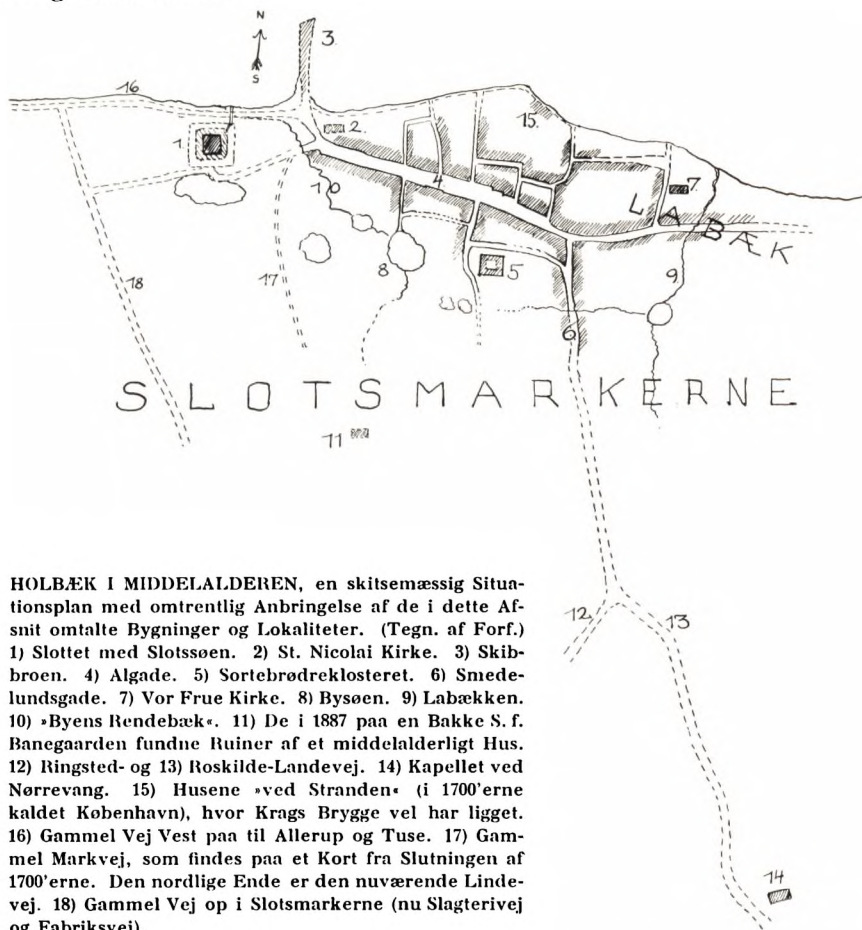 N
S
3.
16
1.
2.
15.
10
4
7.
L A B Æ K
18
17
8
5
9
6
SLOTSMARKERNE
11
12
13
14
HOLBÆK I MIDDELALDEREN, en skitsemæssig Situa-
tionsplan med omtrentlig Anbringelse af de i dette Af-
snit omtalte Bygninger og Lokaliteter. (Tegn. af Forf.)
1) Slottet med Slotssøen. 2) St. Nicolai Kirke. 3) Skib-
broen. 4) Algade. 5) Sortebrødreklosteret. 6) Smede-
lundsgade. 7) Vor Frue Kirke. 8) Bysøen. 9) Labækken.
10) »Byens Rendebæk«. 11) De i 1887 paa en Bakke S. f.
Banegaarden fundne Ruiner af et middelalderligt Hus.
12) Ringsted- og 13) Roskilde-Landevej. 14) Kapellet ved
Nørrevang. 15) Husene »ved Stranden« (i 1700'erne
kaldet København), hvor Krags Brygge vel har ligget.
16) Gammel Vej Vest paa til Allerup og Tuse. 17) Gam-
mel Markvej, som findes paa et Kort fra Slutningen af
1700'erne. Den nordlige Ende er den nuværende Linde-
vej. 18) Gammel Vej op i Slotsmarkerne (nu Slagterivej
og Fabriksvej)